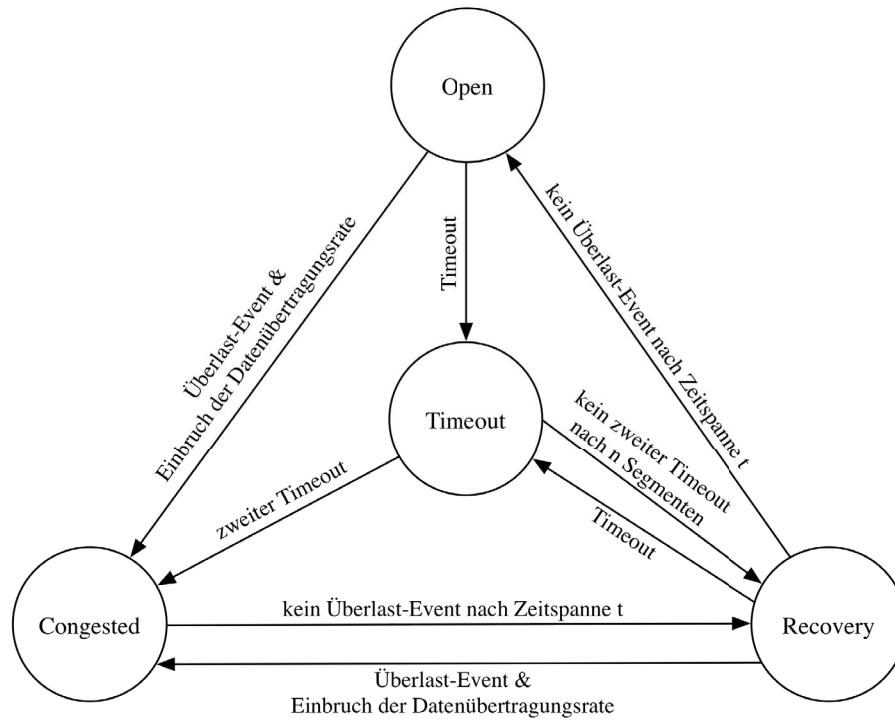 Open
Überlast-Event &
Einbruch der Datenübertragungsrate
Timeout
kein Überlast-Event nach Zeitspanne t
Timeout
kein zweiter Timeout
nach n Segmenten
zweiter Timeout
Timeout
Congested
kein Überlast-Event nach Zeitspanne t
Recovery
Überlast-Event &
Einbruch der Datenübertragungsrate